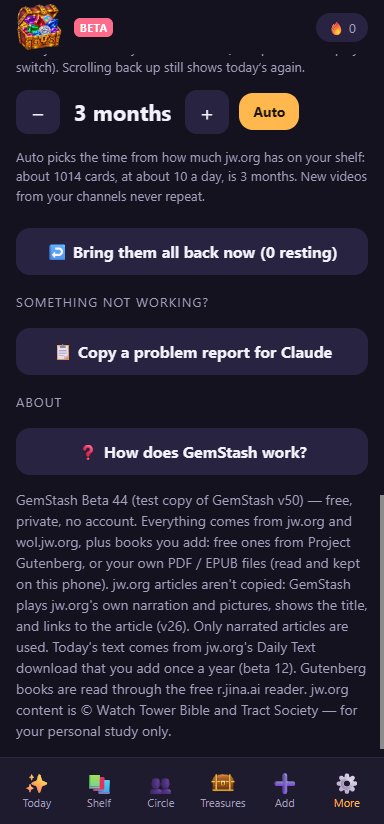 BETA
0
switch). Scrolling back up still shows today's again.
− 3 months + Auto
Auto picks the time from how much jw.org has on your shelf:
about 1014 cards, at about 10 a day, is 3 months. New videos
from your channels never repeat.
Bring them all back now (0 resting)
SOMETHING NOT WORKING?
Copy a problem report for Claude
ABOUT
How does GemStash work?
GemStash Beta 44 (test copy of GemStash v50) — free,
private, no account. Everything comes from jw.org and
wol.jw.org, plus books you add: free ones from Project
Gutenberg, or your own PDF / EPUB files (read and kept
on this phone). jw.org articles aren't copied: GemStash
plays jw.org's own narration and pictures, shows the title,
and links to the article (v26). Only narrated articles are
used. Today's text comes from jw.org's Daily Text
download that you add once a year (beta 12). Gutenberg
books are read through the free r.jina.ai reader. jw.org
content is © Watch Tower Bible and Tract Society — for
your personal study only.
Today Shelf Circle Treasures Add More